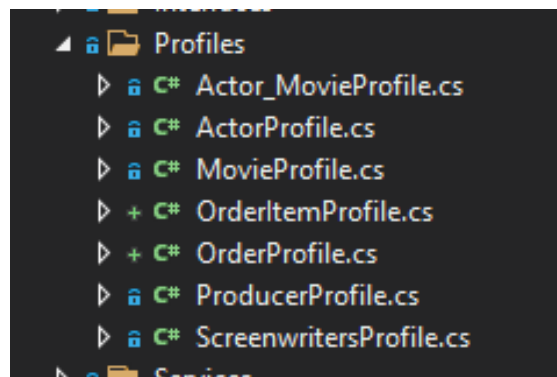 Profiles
C# Actor_MovieProfile.cs
C# ActorProfile.cs
C# MovieProfile.cs
+ C# OrderItemProfile.cs
+ C# OrderProfile.cs
C# ProducerProfile.cs
C# ScreenwritersProfile.cs